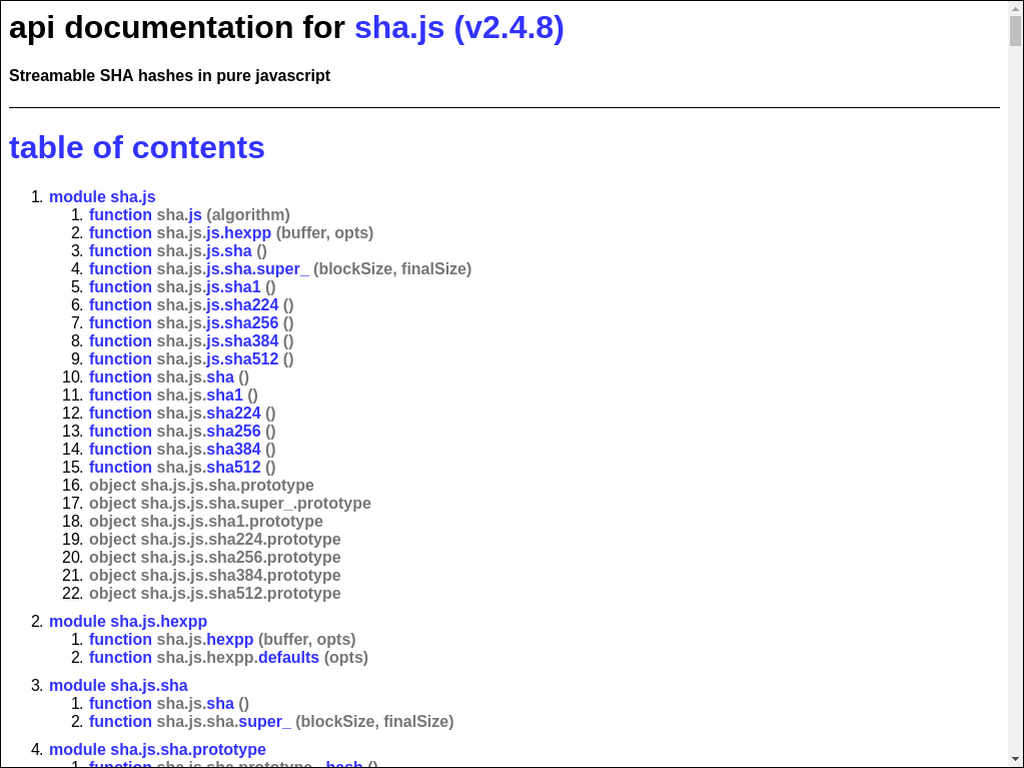 api documentation for sha.js (v2.4.8)
Streamable SHA hashes in pure javascript
table of contents
1. module sha.js
1. function sha.js (algorithm)
2. function sha.js.js.hexpp (buffer, opts)
3. function sha.js.js.sha ()
4. function sha.js.js.sha.super_ (blockSize, finalSize)
5. function sha.js.js.sha1 ()
6. function sha.js.js.sha224 ()
7. function sha.js.js.sha256 ()
8. function sha.js.js.sha384 ()
9. function sha.js.js.sha512 ()
10. function sha.js.sha ()
11. function sha.js.sha1 ()
12. function sha.js.sha224 ()
13. function sha.js.sha256 ()
14. function sha.js.sha384 ()
15. function sha.js.sha512 ()
16. object sha.js.js.sha.prototype
17. object sha.js.js.sha.super_.prototype
18. object sha.js.js.sha1.prototype
19. object sha.js.js.sha224.prototype
20. object sha.js.js.sha256.prototype
21. object sha.js.js.sha384.prototype
22. object sha.js.js.sha512.prototype
2. module sha.js.hexpp
1. function sha.js.hexpp (buffer, opts)
2. function sha.js.hexpp.defaults (opts)
3. module sha.js.sha
1. function sha.js.sha ()
2. function sha.js.sha.super_ (blockSize, finalSize)
4. module sha.js.sha.prototype
1. function sha.js.sha.prototype._hash ()